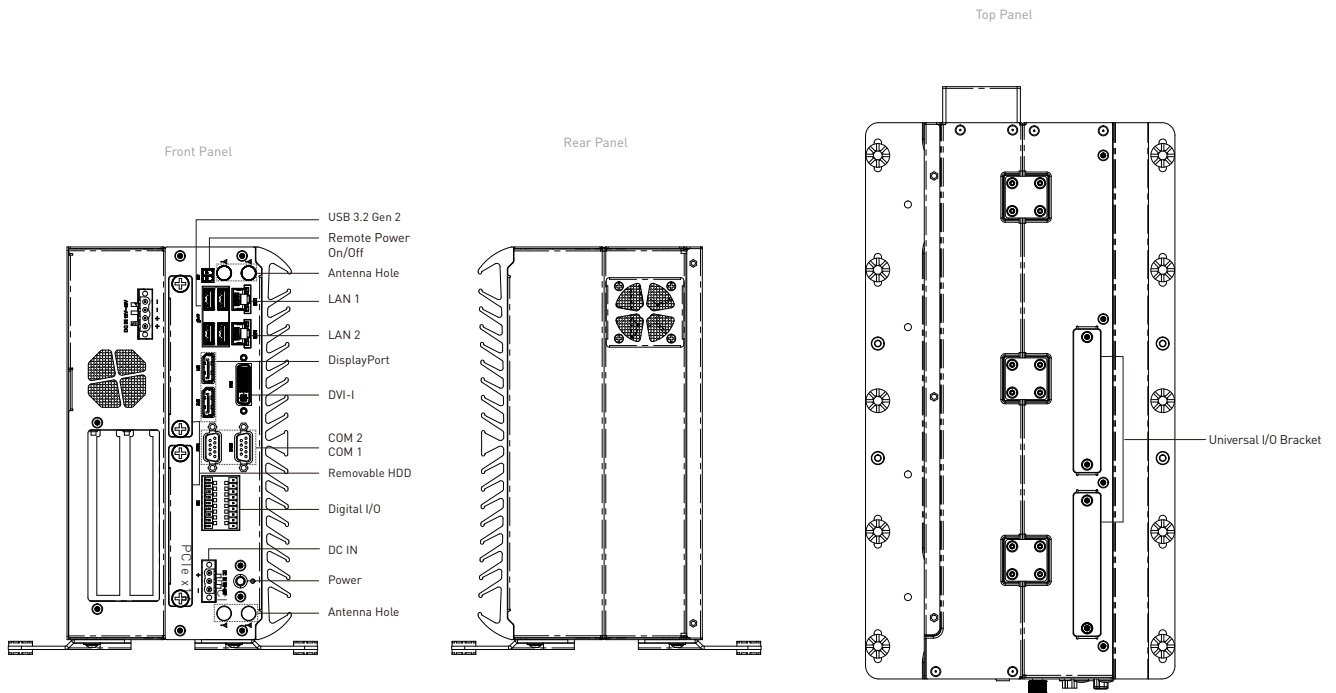 Top Panel
Front Panel
Rear Panel
USB 3.2 Gen 2
Remote Power
On/Off
Antenna Hole
LAN 1
LAN 2
DisplayPort
DVI-I
COM 2
COM 1
Removable HDD
Digital I/O
DC IN
Power
Antenna Hole
Universal I/O Bracket